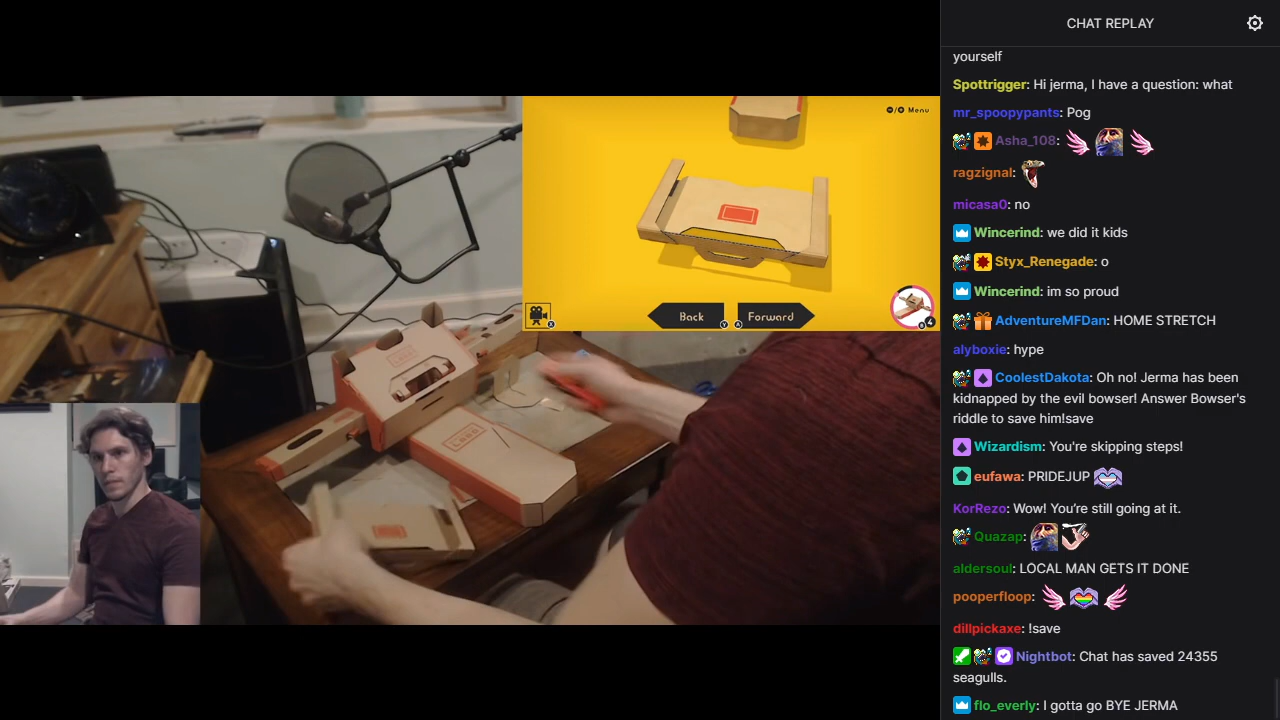 CHAT REPLAY
yourself
Spottrigger: Hi jerma, I have a question: what
mr_spoopypants: Pog
Asha_108:
ragzignal:
micasa0: no
Wincerind: we did it kids
Styx_Renegade: o
Wincerind: im so proud
AdventureMFDan: HOME STRETCH
alyboxie: hype
CoolestDakota: Oh no! Jerma has been
kidnapped by the evil bowser! Answer Bowser's
riddle to save him!save
Wizardism: You're skipping steps!
eufawa: PRIDEJUP
KorRezo: Wow! You're still going at it.
Quazap:
aldersoul: LOCAL MAN GETS IT DONE
pooperfloop:
dillpickaxe: !save
Nightbot: Chat has saved 24355
seagulls.
flo_everly: I gotta go BYE JERMA
−/+ Menu
Back
Forward
X
Y
A
Labo